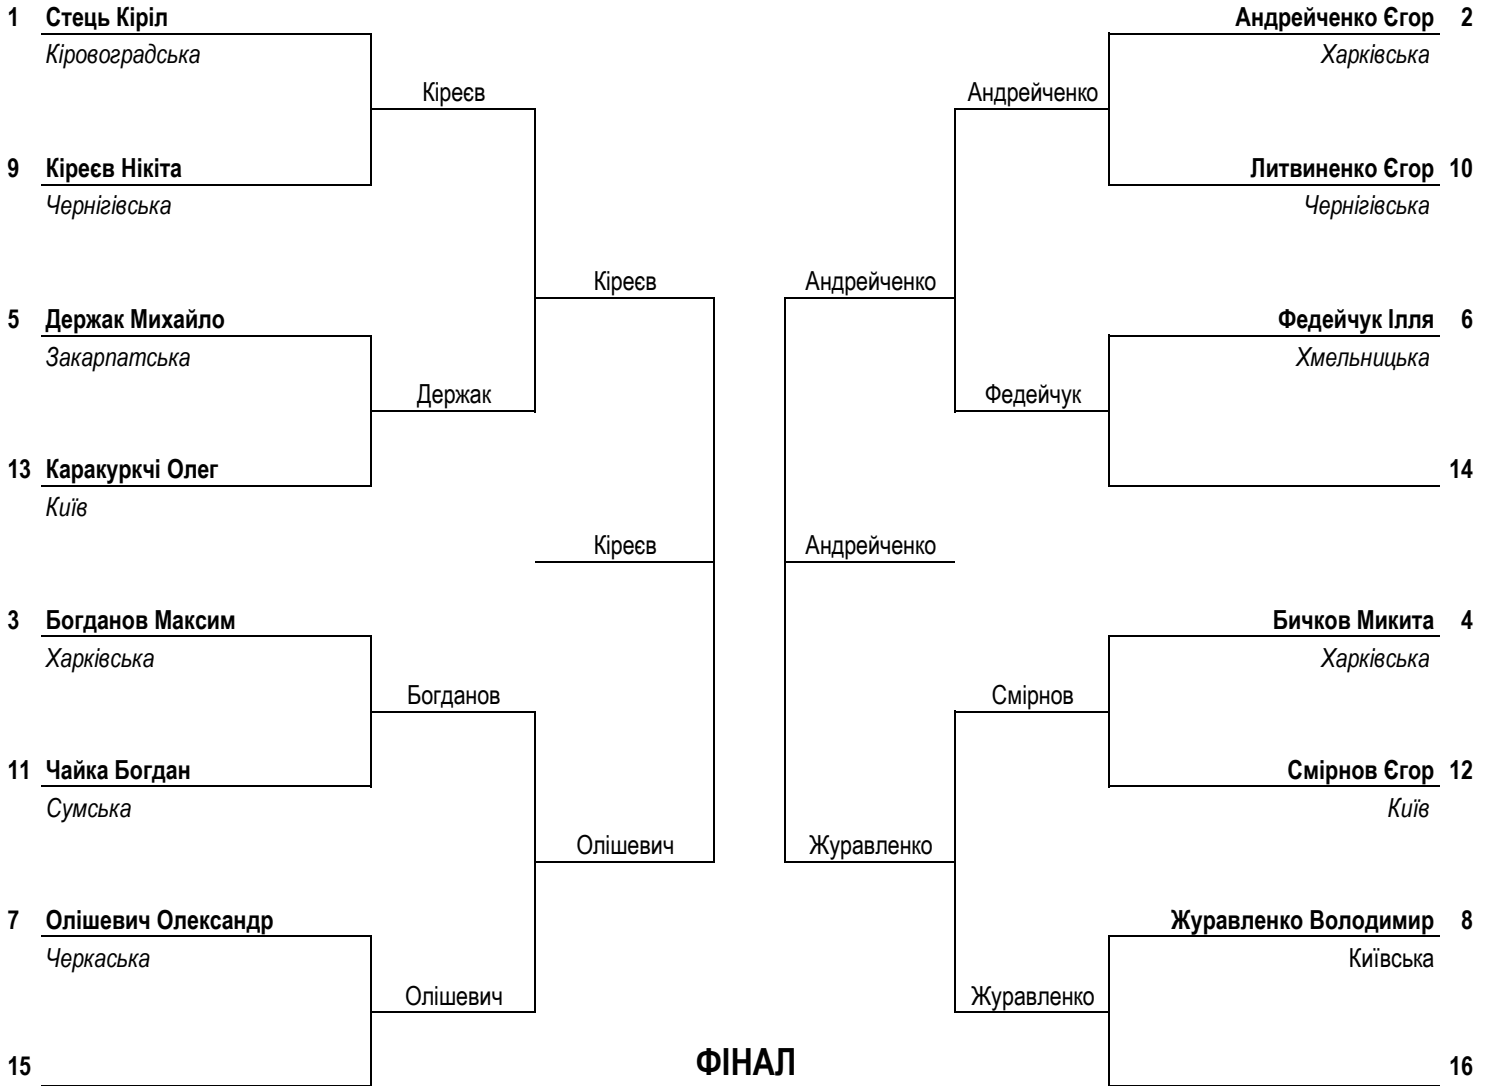 1 Стець Кіріл
Андрейченко Єгор 2
Кіровоградська
Харківська
Кіреєв
Андрейченко
9 Кіреєв Нікіта
Литвиненко Єгор 10
Чернігівська
Чернігівська
Кіреєв
Андрейченко
5 Держак Михайло
Федейчук Ілля 6
Закарпатська
Хмельницька
Держак
Федейчук
13 Каракуркчі Олег
14
Київ
Кіреєв
Андрейченко
3 Богданов Максим
Бичков Микита 4
Харківська
Харківська
Богданов
Смірнов
11 Чайка Богдан
Смірнов Єгор 12
Сумська
Київ
Олішевич
Журавленко
7 Олішевич Олександр
Журавленко Володимир 8
Черкаська
Київська
Олішевич
Журавленко
15
ФІНАЛ
16